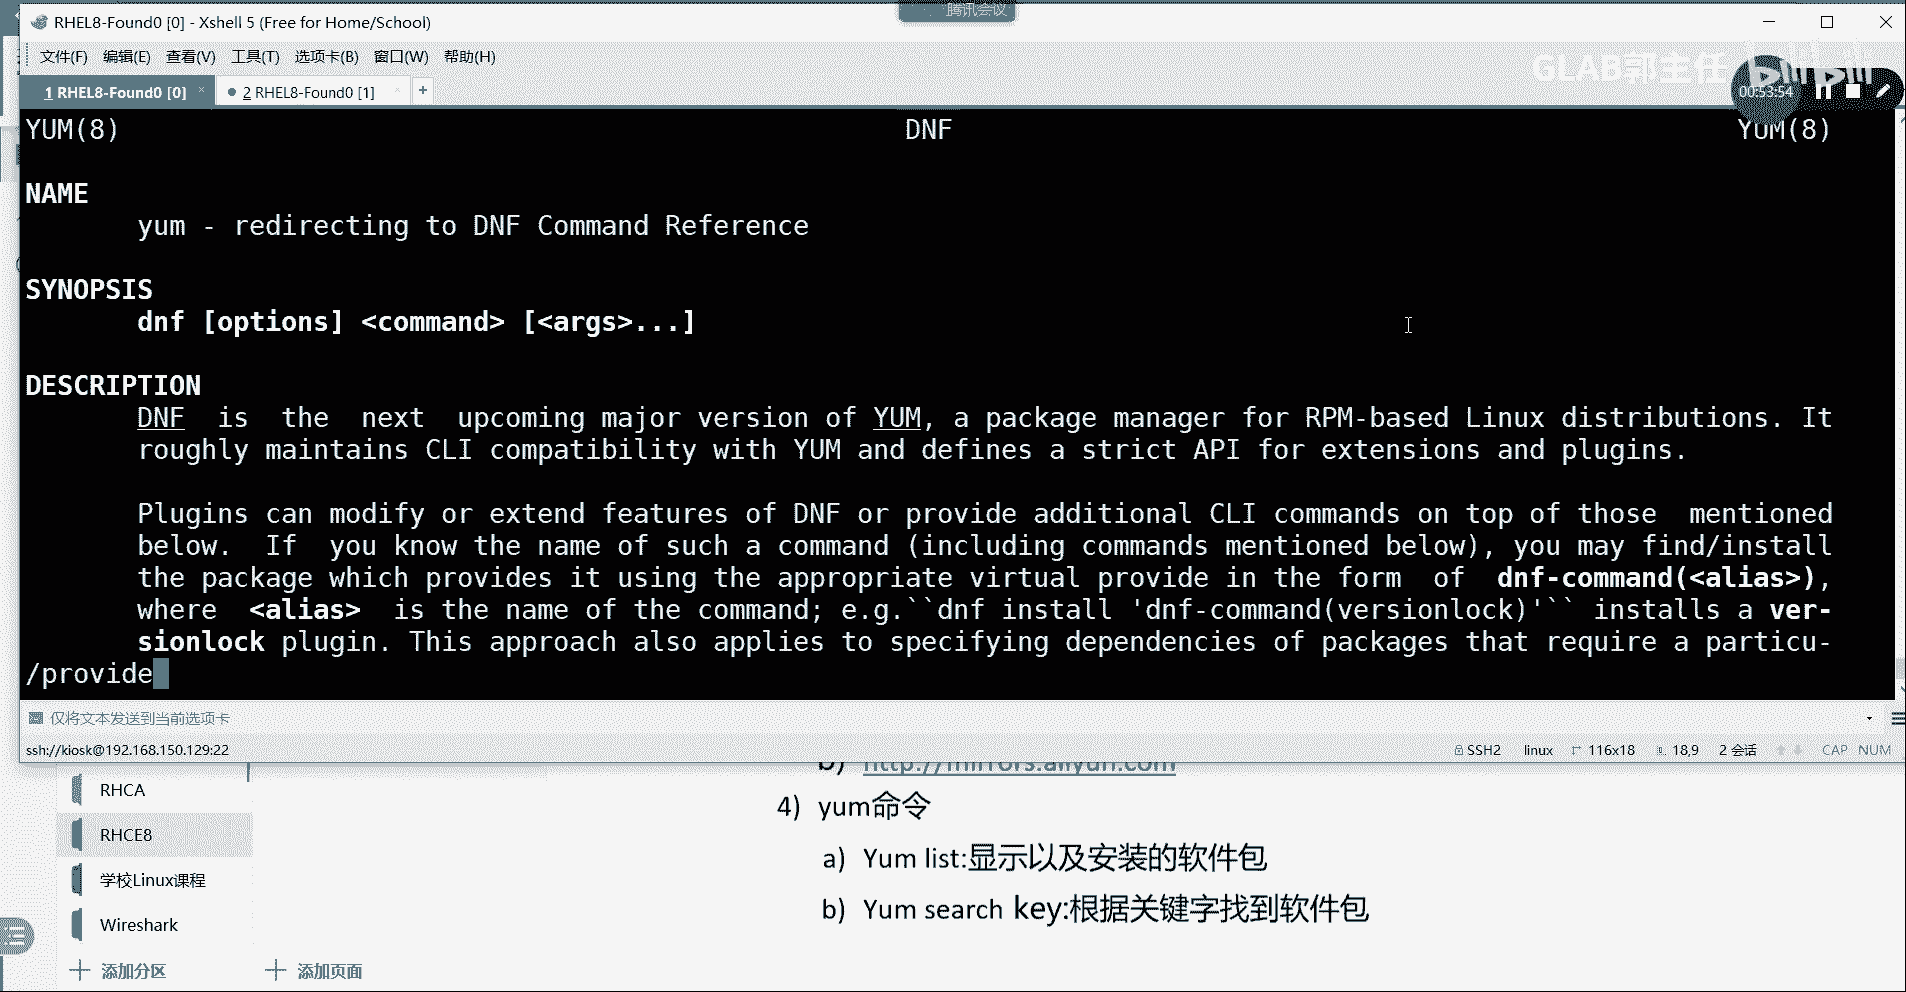 腾讯会议
RHEL8-Found0 [0] - Xshell 5 (Free for Home/School)
文件(F) 编辑(E) 查看(V) 工具(T) 选项卡(B) 窗口(W) 帮助(H)
GLAB郭主任 bilibili
00:53:54
1 RHEL8-Found0 [0] × 2 RHEL8-Found0 [1] × +
YUM(8) DNF YUM(8)
NAME
yum - redirecting to DNF Command Reference
SYNOPSIS
dnf [options] <command> [<args>...]
DESCRIPTION
DNF is the next upcoming major version of YUM, a package manager for RPM-based Linux distributions. It
roughly maintains CLI compatibility with YUM and defines a strict API for extensions and plugins.
Plugins can modify or extend features of DNF or provide additional CLI commands on top of those mentioned
below. If you know the name of such a command (including commands mentioned below), you may find/install
the package which provides it using the appropriate virtual provide in the form of dnf-command(<alias>),
where <alias> is the name of the command; e.g.``dnf install 'dnf-command(versionlock)'`` installs a ver-
sionlock plugin. This approach also applies to specifying dependencies of packages that require a particu-
/provide
仅将文本发送到当前选项卡
ssh://kiosk@192.168.150.129:22 SSH2 linux 116x18 18,9 2 会话 CAP NUM
b) http://mirrors.aliyun.com
RHCA
4) yum命令
RHCE8
a) Yum list:显示以及安装的软件包
学校Linux课程
b) Yum search key:根据关键字找到软件包
Wireshark
添加分区 添加页面